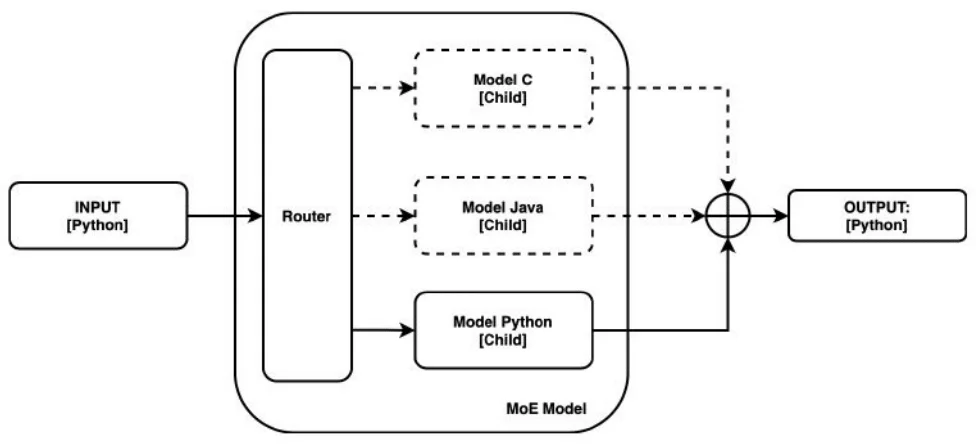 Model C
[Child]
INPUT
[Python]
Router
Model Java
[Child]
OUTPUT:
[Python]
Model Python
[Child]
MoE Model